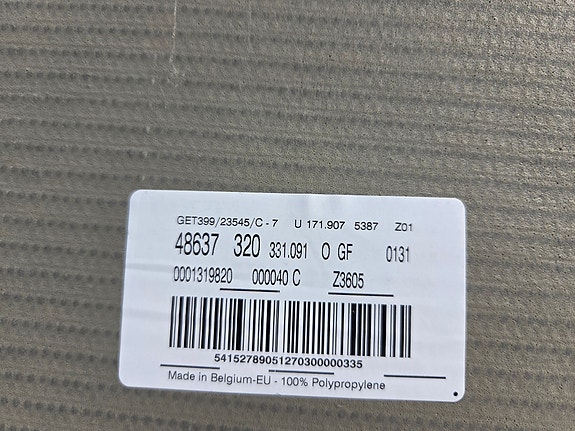 GET399/23545/C - 7 U 171.907 5387 Z01
48637 320 331.091 O GF 0131
0001319820 000040 C Z3605
54152789051270300000335
Made in Belgium-EU - 100% Polypropylene